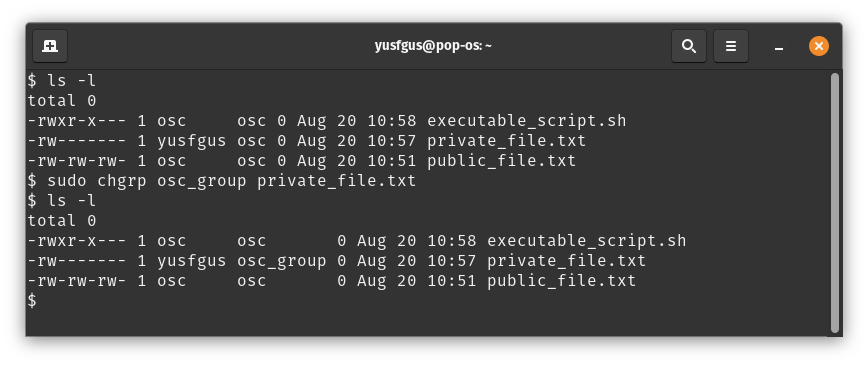 yusfgus@pop-os: ~
$ ls -l
total 0
-rwxr-x--- 1 osc     osc 0 Aug 20 10:58 executable_script.sh
-rw------- 1 yusfgus osc 0 Aug 20 10:57 private_file.txt
-rw-rw-rw- 1 osc     osc 0 Aug 20 10:51 public_file.txt
$ sudo chgrp osc_group private_file.txt
$ ls -l
total 0
-rwxr-x--- 1 osc     osc       0 Aug 20 10:58 executable_script.sh
-rw------- 1 yusfgus osc_group 0 Aug 20 10:57 private_file.txt
-rw-rw-rw- 1 osc     osc       0 Aug 20 10:51 public_file.txt
$